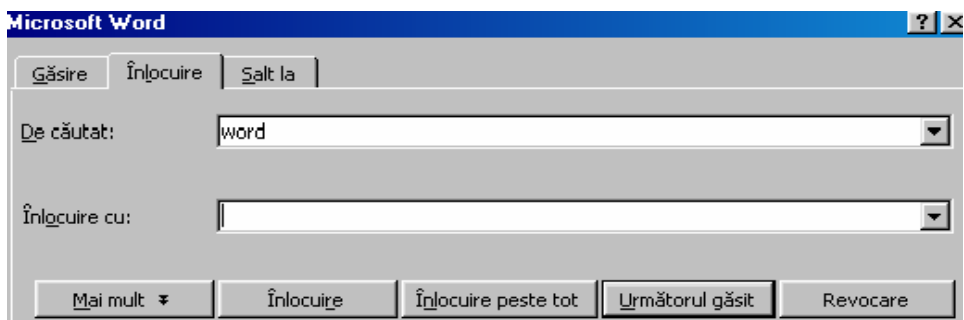 Microsoft Word
Găsire Înlocuire Salt la
De căutat: word
Înlocuire cu:
Mai mult Înlocuire Înlocuire peste tot Următorul găsit Revocare